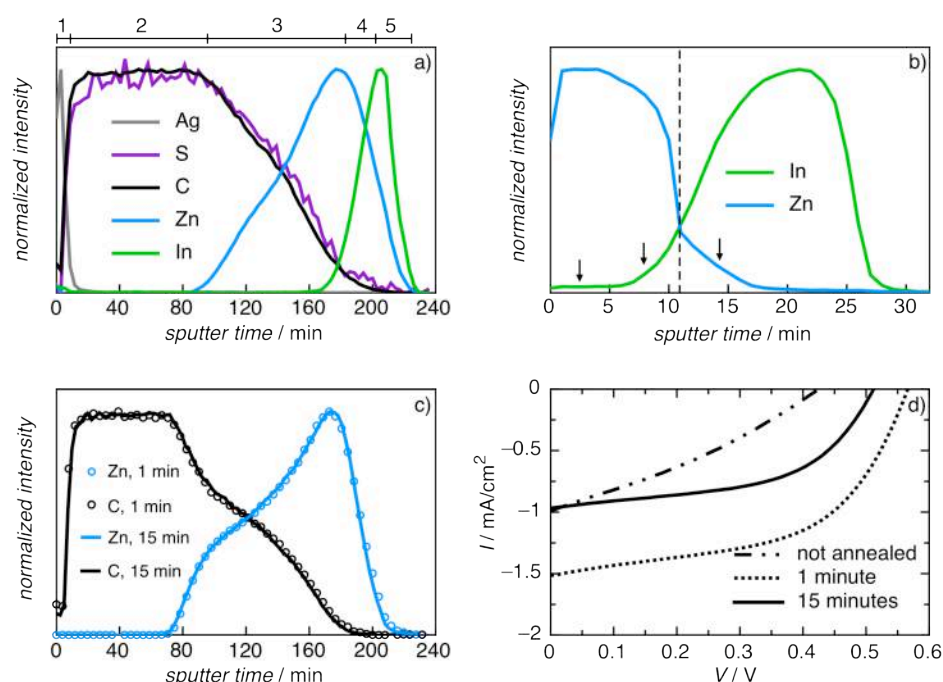 1 2 3 4 5
a)
normalized intensity
Ag
S
C
Zn
In
0 40 80 120 160 200 240
sputter time / min
b)
normalized intensity
In
Zn
0 5 10 15 20 25 30
sputter time / min
c)
normalized intensity
Zn, 1 min
C, 1 min
Zn, 15 min
C, 15 min
0 40 80 120 160 200 240
sputter time / min
d)
I / mA/cm²
0
−0.5
−1
−1.5
−2
not annealed
1 minute
15 minutes
0 0.1 0.2 0.3 0.4 0.5 0.6
V / V